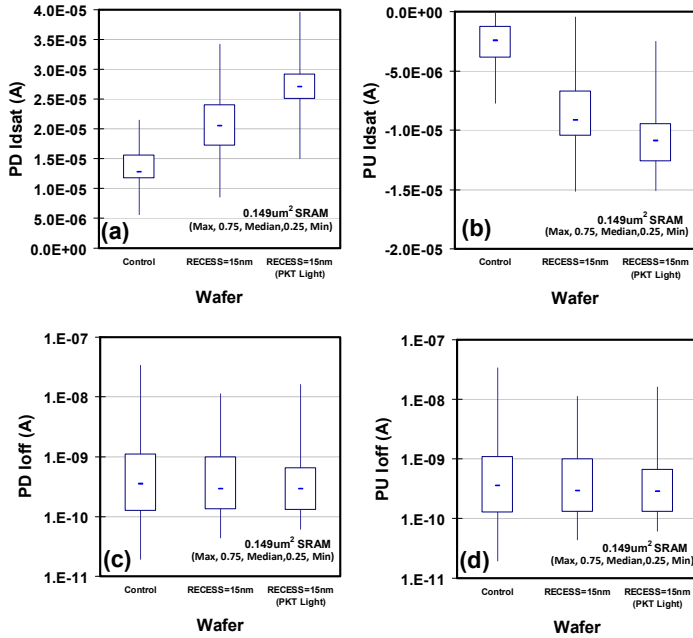 4.0E-05
3.5E-05
3.0E-05
2.5E-05
2.0E-05
1.5E-05
1.0E-05
5.0E-06
0.0E+00
PD Idsat (A)
(a)
0.149um² SRAM
(Max, 0.75, Median,0.25, Min)
Control
RECESS=15nm
RECESS=15nm
(PKT Light)
Wafer
0.0E+00
-5.0E-06
-1.0E-05
-1.5E-05
-2.0E-05
PU Idsat (A)
(b)
0.149um² SRAM
(Max, 0.75, Median,0.25, Min)
Control
RECESS=15nm
RECESS=15nm
(PKT Light)
Wafer
1.E-07
1.E-08
1.E-09
1.E-10
1.E-11
PD Ioff (A)
(c)
0.149um² SRAM
(Max, 0.75, Median,0.25, Min)
Control
RECESS=15nm
RECESS=15nm
(PKT Light)
Wafer
1.E-07
1.E-08
1.E-09
1.E-10
1.E-11
PU Ioff (A)
(d)
0.149um² SRAM
(Max, 0.75, Median,0.25, Min)
Control
RECESS=15nm
RECESS=15nm
(PKT Light)
Wafer